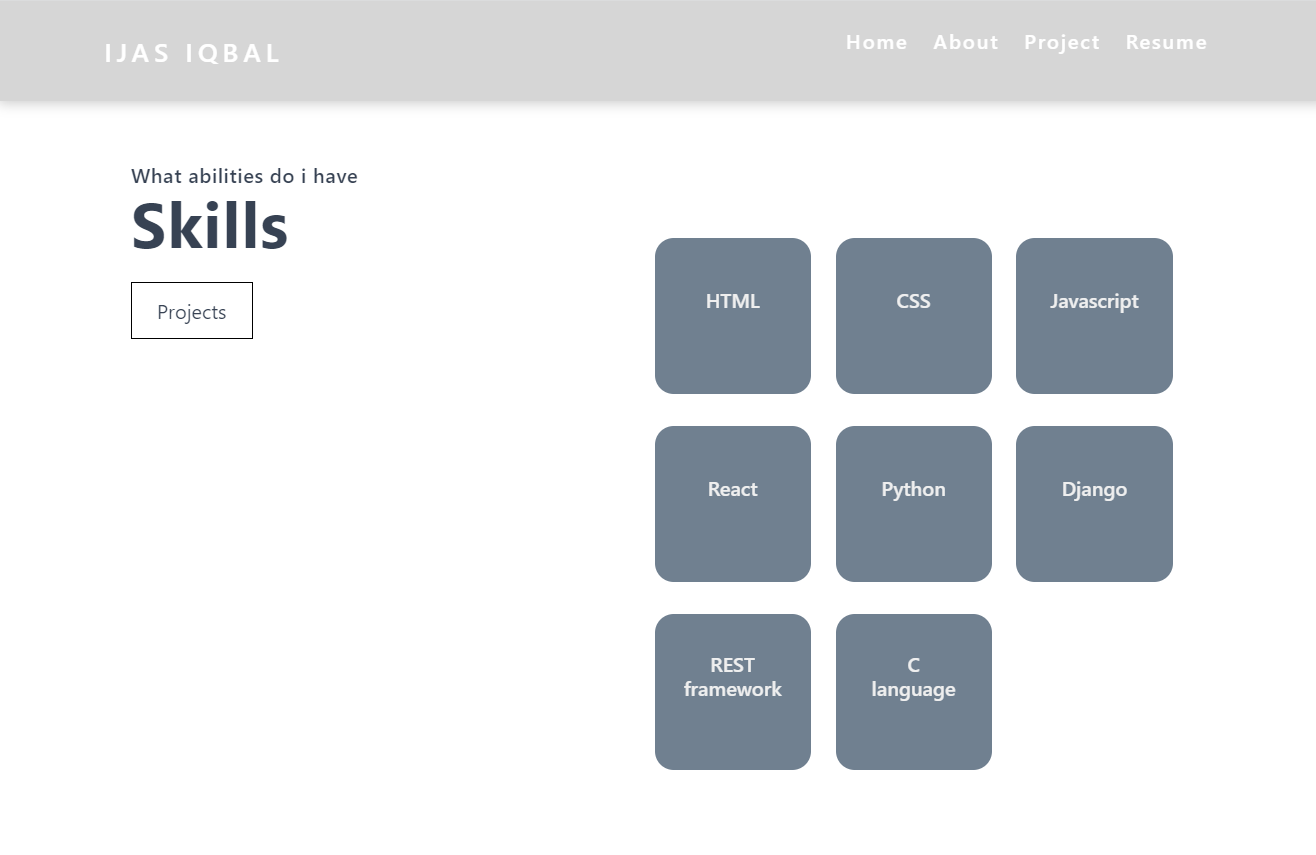 IJAS IQBAL
Home About Project Resume
What abilities do i have
Skills
Projects
HTML
CSS
Javascript
React
Python
Django
REST
framework
C
language